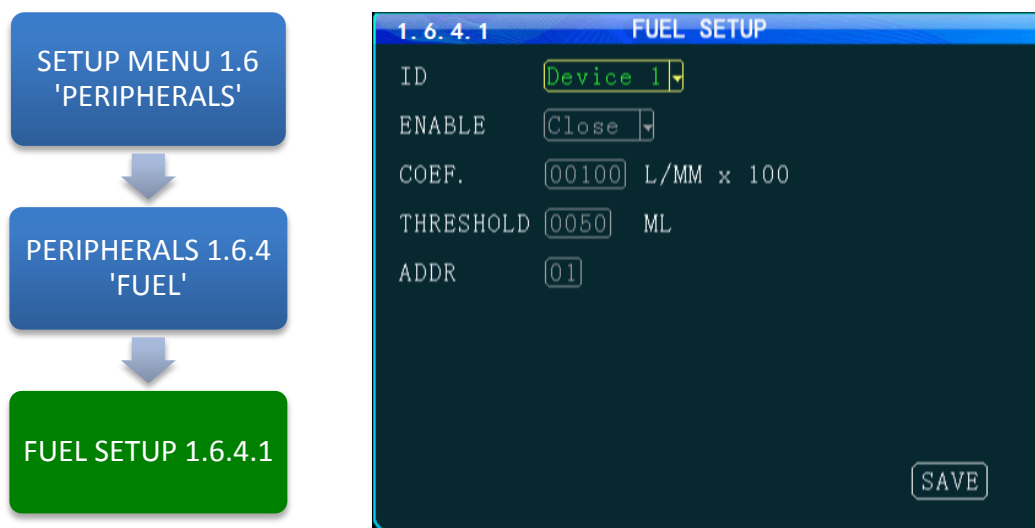 SETUP MENU 1.6
'PERIPHERALS'
PERIPHERALS 1.6.4
'FUEL'
FUEL SETUP 1.6.4.1
1.6.4.1 FUEL SETUP
ID Device 1
ENABLE Close
COEF. 00100 L/MM x 100
THRESHOLD 0050 ML
ADDR 01
SAVE